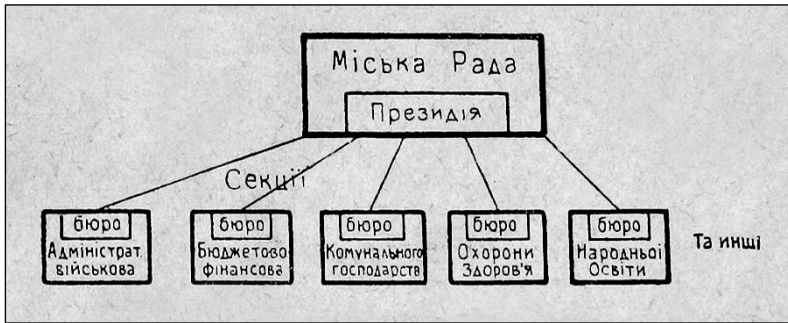 Міська Рада
Президія
Секції
бюро
Адміністрат.
військова
бюро
Бюджетово
фінансова
бюро
Комунального
господарств
бюро
Охорони
Здоров'я
бюро
Народньої
Освіти
Та инші